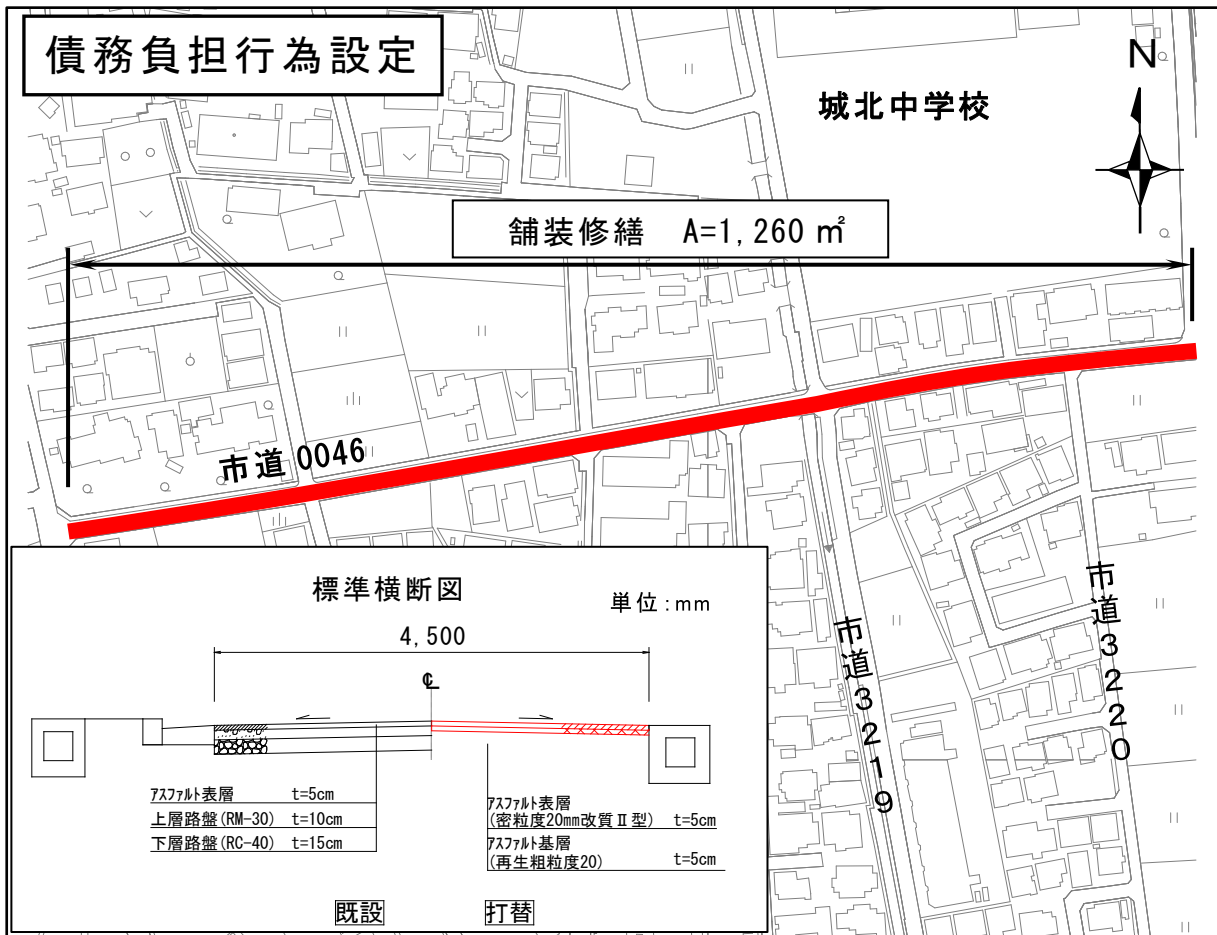 債務負担行為設定
N
城北中学校
舗装修繕　A=1,260 ㎡
市道 0046
市道3219
市道3220
標準横断図
単位:mm
4,500
℄
ｱｽﾌｧﾙﾄ表層　t=5cm
上層路盤(RM-30)　t=10cm
下層路盤(RC-40)　t=15cm
ｱｽﾌｧﾙﾄ表層
(密粒度20mm改質Ⅱ型)　t=5cm
ｱｽﾌｧﾙﾄ基層
(再生粗粒度20)　t=5cm
既設
打替